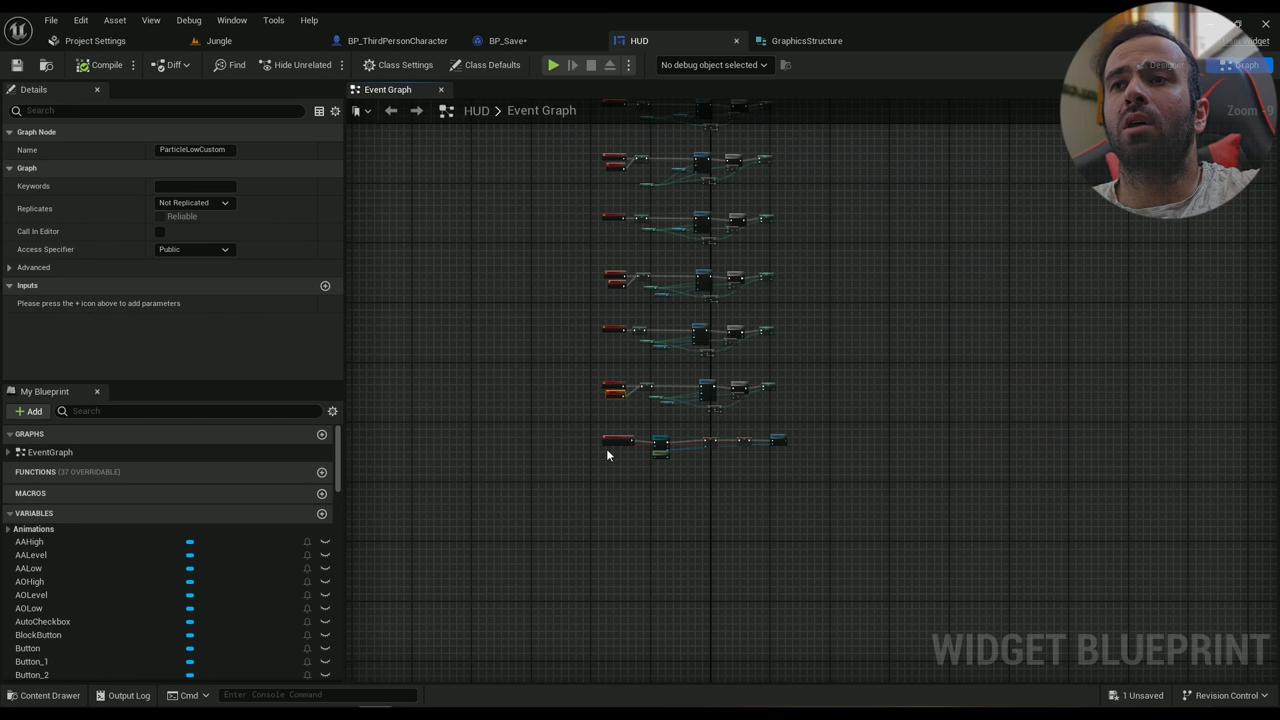 File Edit Asset View Debug Window Tools Help
Project Settings Jungle BP_ThirdPersonCharacter BP_Save• HUD GraphicsStructure
Compile Diff Find Hide Unrelated Class Settings Class Defaults No debug object selected Designer Graph
Details Event Graph
Search HUD > Event Graph Zoom -9
Graph Node
Name ParticleLowCustom
Graph
Keywords
Replicates Not Replicated
Reliable
Call In Editor
Access Specifier Public
Advanced
Inputs
Please press the + icon above to add parameters
My Blueprint
Add Search
GRAPHS
EventGraph
FUNCTIONS (37 OVERRIDABLE)
MACROS
VARIABLES
Animations
AAHigh
AALevel
AALow
AOHigh
AOLevel
AOLow
AutoCheckbox
BlockButton
Button
Button_1
Button_2
WIDGET BLUEPRINT
Content Drawer Output Log Cmd Enter Console Command 1 Unsaved Revision Control